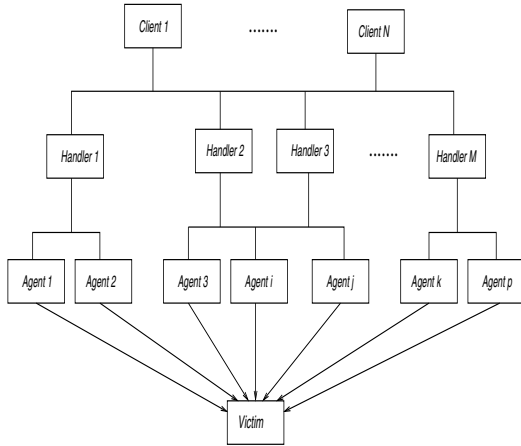 Client 1
.......
Client N
Handler 1
Handler 2
Handler 3
.......
Handler M
Agent 1
Agent 2
Agent 3
Agent i
Agent j
Agent k
Agent p
Victim